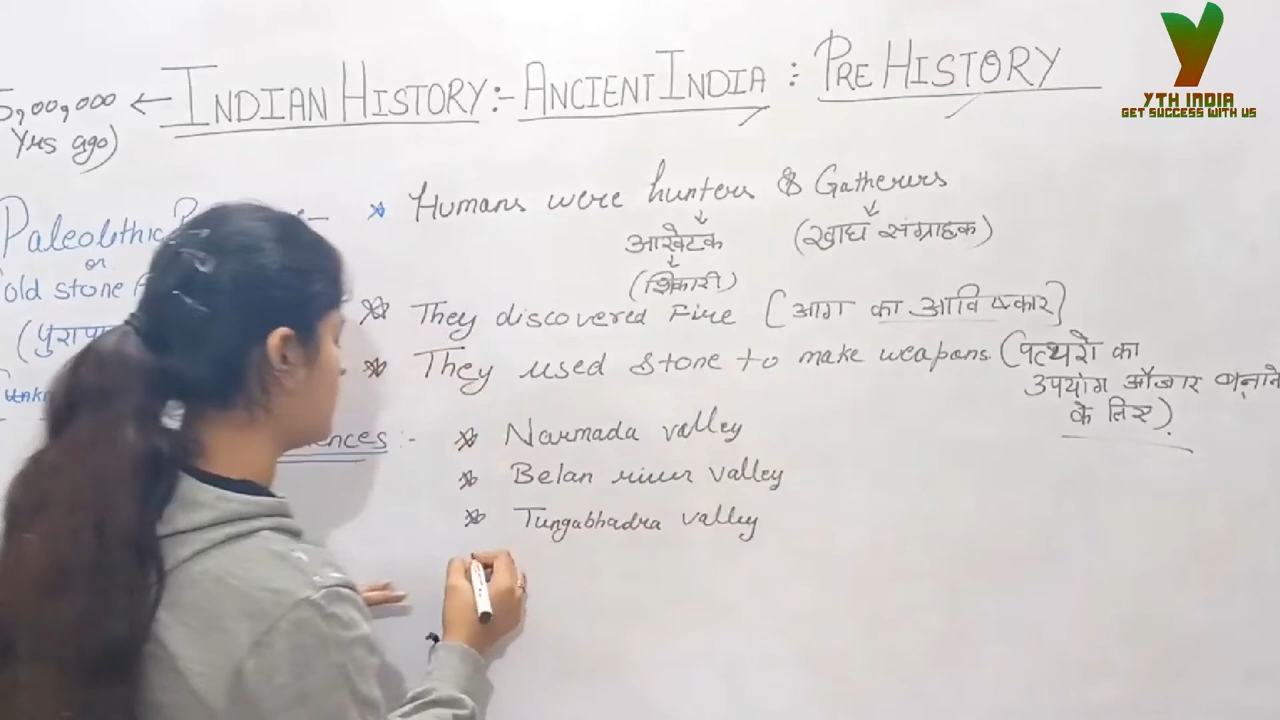 INDIAN HISTORY :- ANCIENT INDIA : PRE HISTORY
5,00,000 ←
Yrs ago)
YTH INDIA
GET SUCCESS WITH US
Paleolithic
or
old stone
* Humans were hunters & Gatherers
आखेटक (खाद्य संग्राहक)
(शिकारी)
* They discovered Fire (आग का आविष्कार)
* They used stone to make weapons (पत्थरो का
उपयोग औजार बनाने
के लिए).
:- * Narmada valley
* Belan river valley
* Tungabhadra valley